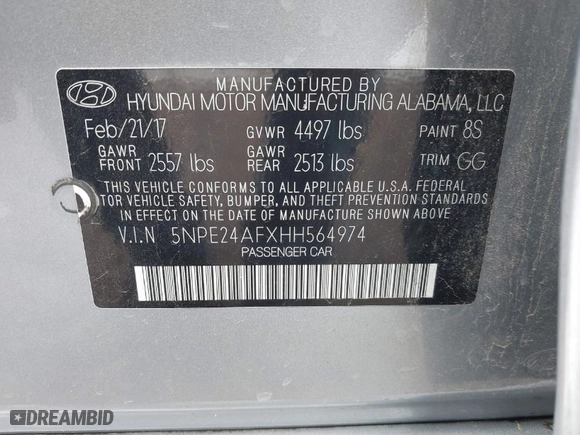 MANUFACTURED BY
HYUNDAI MOTOR MANUFACTURING ALABAMA, LLC
Feb/21/17 GVWR 4497 lbs PAINT 8S
GAWR FRONT 2557 lbs GAWR REAR 2513 lbs TRIM GG
THIS VEHICLE CONFORMS TO ALL APPLICABLE U.S.A. FEDERAL
MOTOR VEHICLE SAFETY, BUMPER, AND THEFT PREVENTION STANDARDS
IN EFFECT ON THE DATE OF MANUFACTURE SHOWN ABOVE
V.I.N 5NPE24AFXHH564974
PASSENGER CAR
DREAMBID